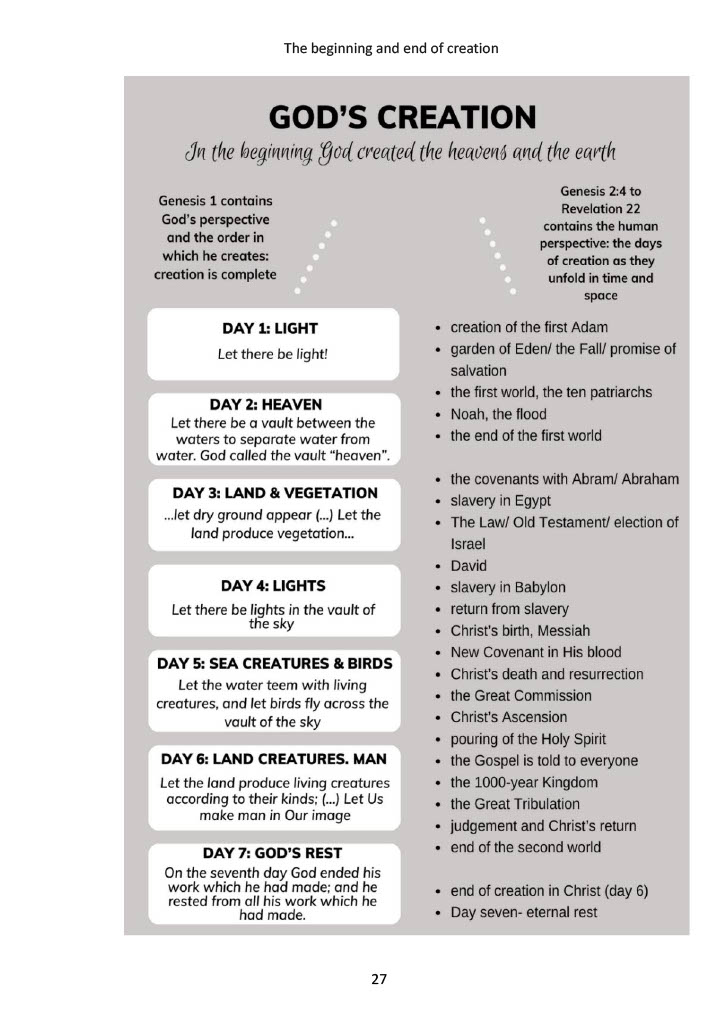 The beginning and end of creation
GOD'S CREATION
In the beginning God created the heavens and the earth
Genesis 1 contains
God's perspective
and the order in
which he creates:
creation is complete
Genesis 2:4 to
Revelation 22
contains the human
perspective: the days
of creation as they
unfold in time and
space
DAY 1: LIGHT
Let there be light!
DAY 2: HEAVEN
Let there be a vault between the
waters to separate water from
water. God called the vault “heaven”.
DAY 3: LAND & VEGETATION
...let dry ground appear (...) Let the
land produce vegetation...
DAY 4: LIGHTS
Let there be lights in the vault of
the sky
DAY 5: SEA CREATURES & BIRDS
Let the water teem with living
creatures, and let birds fly across the
vault of the sky
DAY 6: LAND CREATURES. MAN
Let the land produce living creatures
according to their kinds; (...) Let Us
make man in Our image
DAY 7: GOD'S REST
On the seventh day God ended his
work which he had made; and he
rested from all his work which he
had made.
• creation of the first Adam
• garden of Eden/ the Fall/ promise of
salvation
• the first world, the ten patriarchs
• Noah, the flood
• the end of the first world
• the covenants with Abram/ Abraham
• slavery in Egypt
• The Law/ Old Testament/ election of
Israel
• David
• slavery in Babylon
• return from slavery
• Christ's birth, Messiah
• New Covenant in His blood
• Christ's death and resurrection
• the Great Commission
• Christ's Ascension
• pouring of the Holy Spirit
• the Gospel is told to everyone
• the 1000-year Kingdom
• the Great Tribulation
• judgement and Christ's return
• end of the second world
• end of creation in Christ (day 6)
• Day seven- eternal rest
27